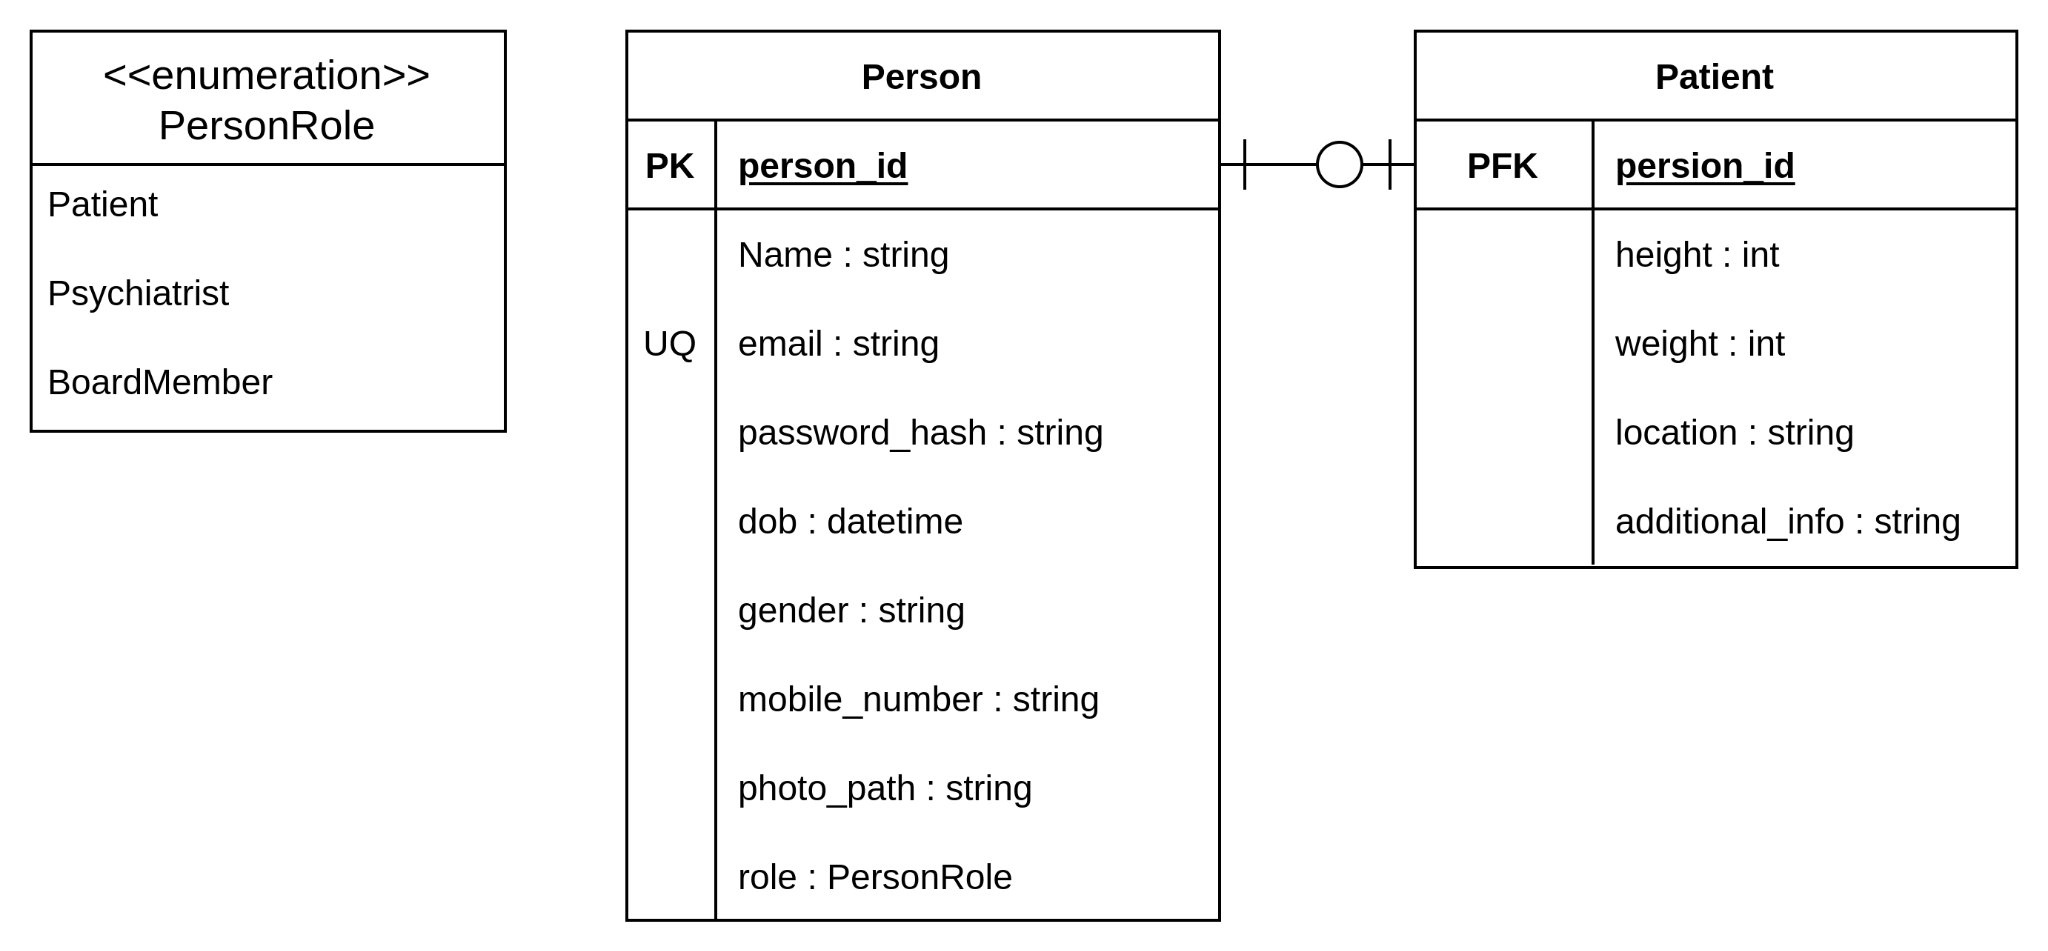 <<enumeration>>
PersonRole
Patient
Psychiatrist
BoardMember
Person
PK person_id
Name : string
UQ email : string
password_hash : string
dob : datetime
gender : string
mobile_number : string
photo_path : string
role : PersonRole
Patient
PFK persion_id
height : int
weight : int
location : string
additional_info : string